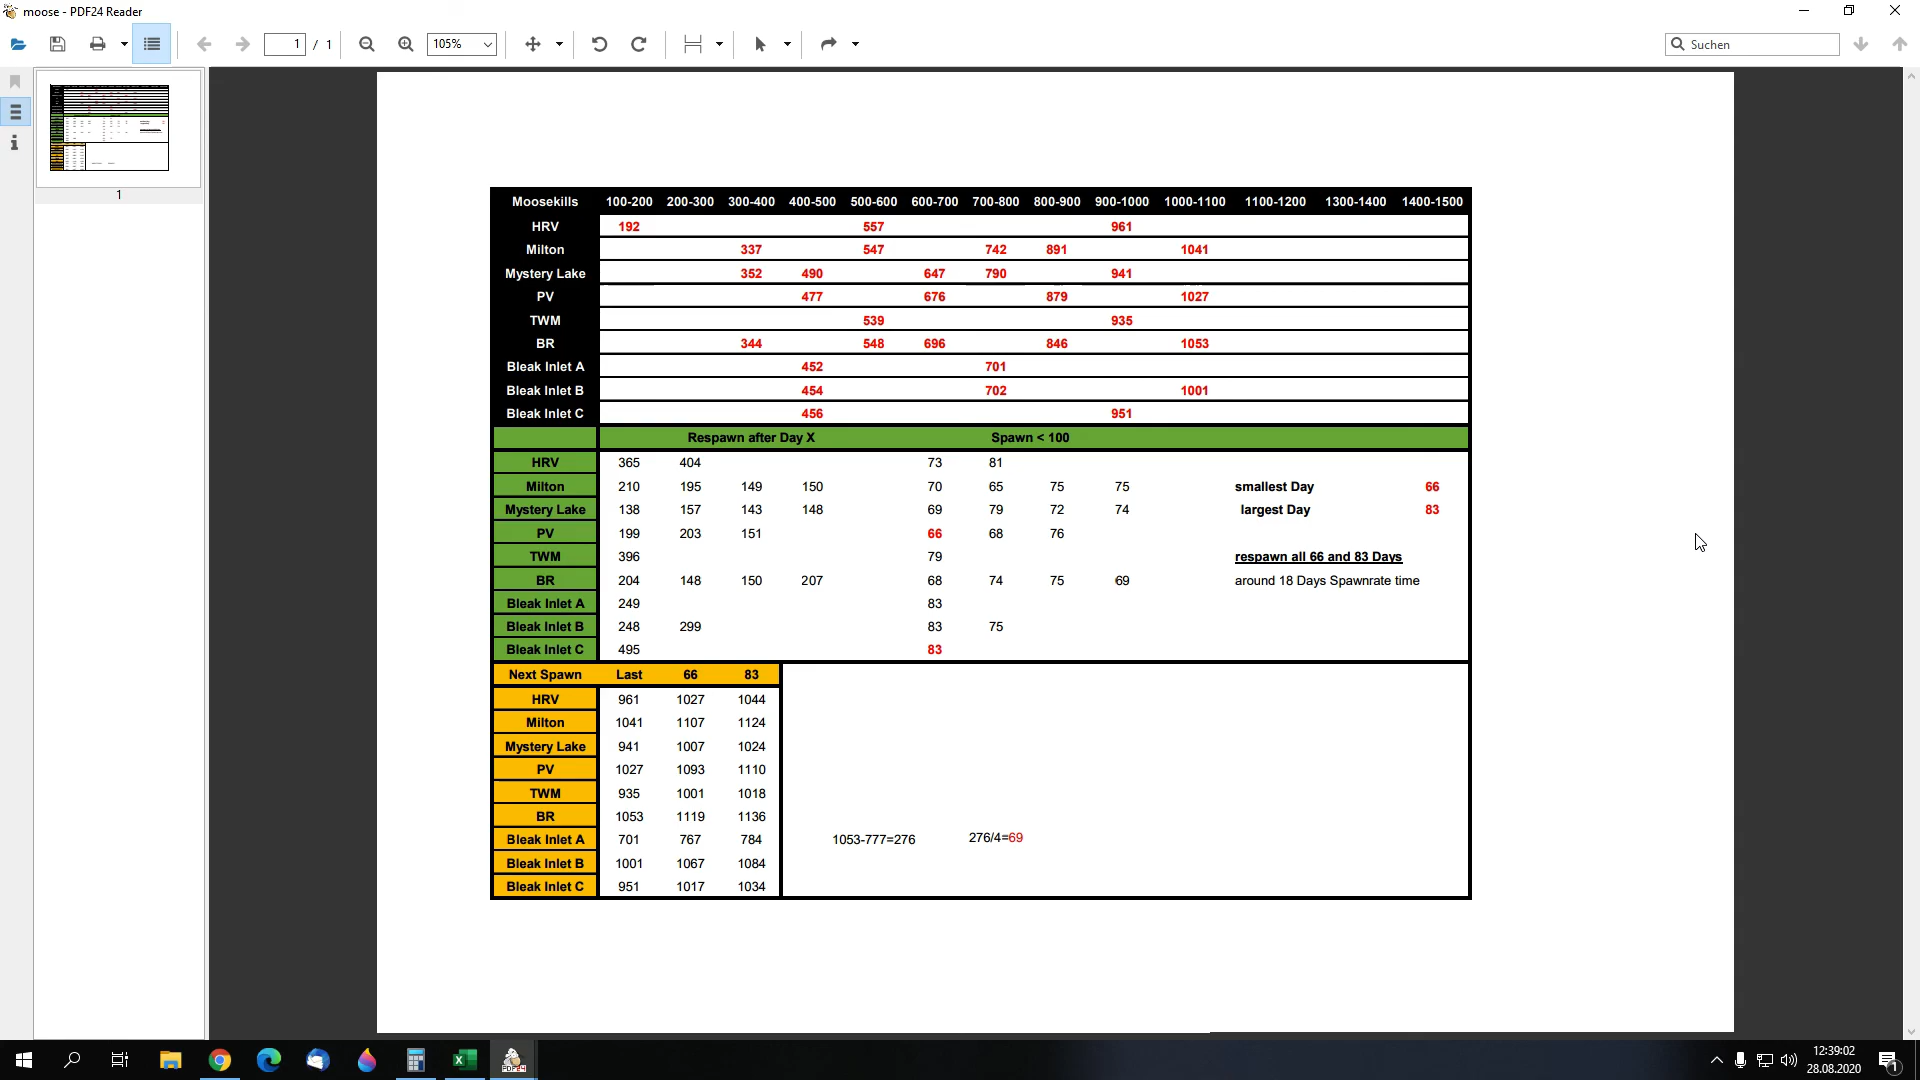 moose - PDF24 Reader
1 / 1 105% Suchen
1
Moosekills 100-200 200-300 300-400 400-500 500-600 600-700 700-800 800-900 900-1000 1000-1100 1100-1200 1300-1400 1400-1500
HRV 192 557 961
Milton 337 547 742 891 1041
Mystery Lake 352 490 647 790 941
PV 477 676 879 1027
TWM 539 935
BR 344 548 696 846 1053
Bleak Inlet A 452 701
Bleak Inlet B 454 702 1001
Bleak Inlet C 456 951
Respawn after Day X Spawn < 100
HRV 365 404 73 81
Milton 210 195 149 150 70 65 75 75 smallest Day 66
Mystery Lake 138 157 143 148 69 79 72 74 largest Day 83
PV 199 203 151 66 68 76
TWM 396 79 respawn all 66 and 83 Days
BR 204 148 150 207 68 74 75 69 around 18 Days Spawnrate time
Bleak Inlet A 249 83
Bleak Inlet B 248 299 83 75
Bleak Inlet C 495 83
Next Spawn Last 66 83
HRV 961 1027 1044
Milton 1041 1107 1124
Mystery Lake 941 1007 1024
PV 1027 1093 1110
TWM 935 1001 1018
BR 1053 1119 1136
Bleak Inlet A 701 767 784 1053-777=276 276/4=69
Bleak Inlet B 1001 1067 1084
Bleak Inlet C 951 1017 1034
12:39:02
28.08.2020
1